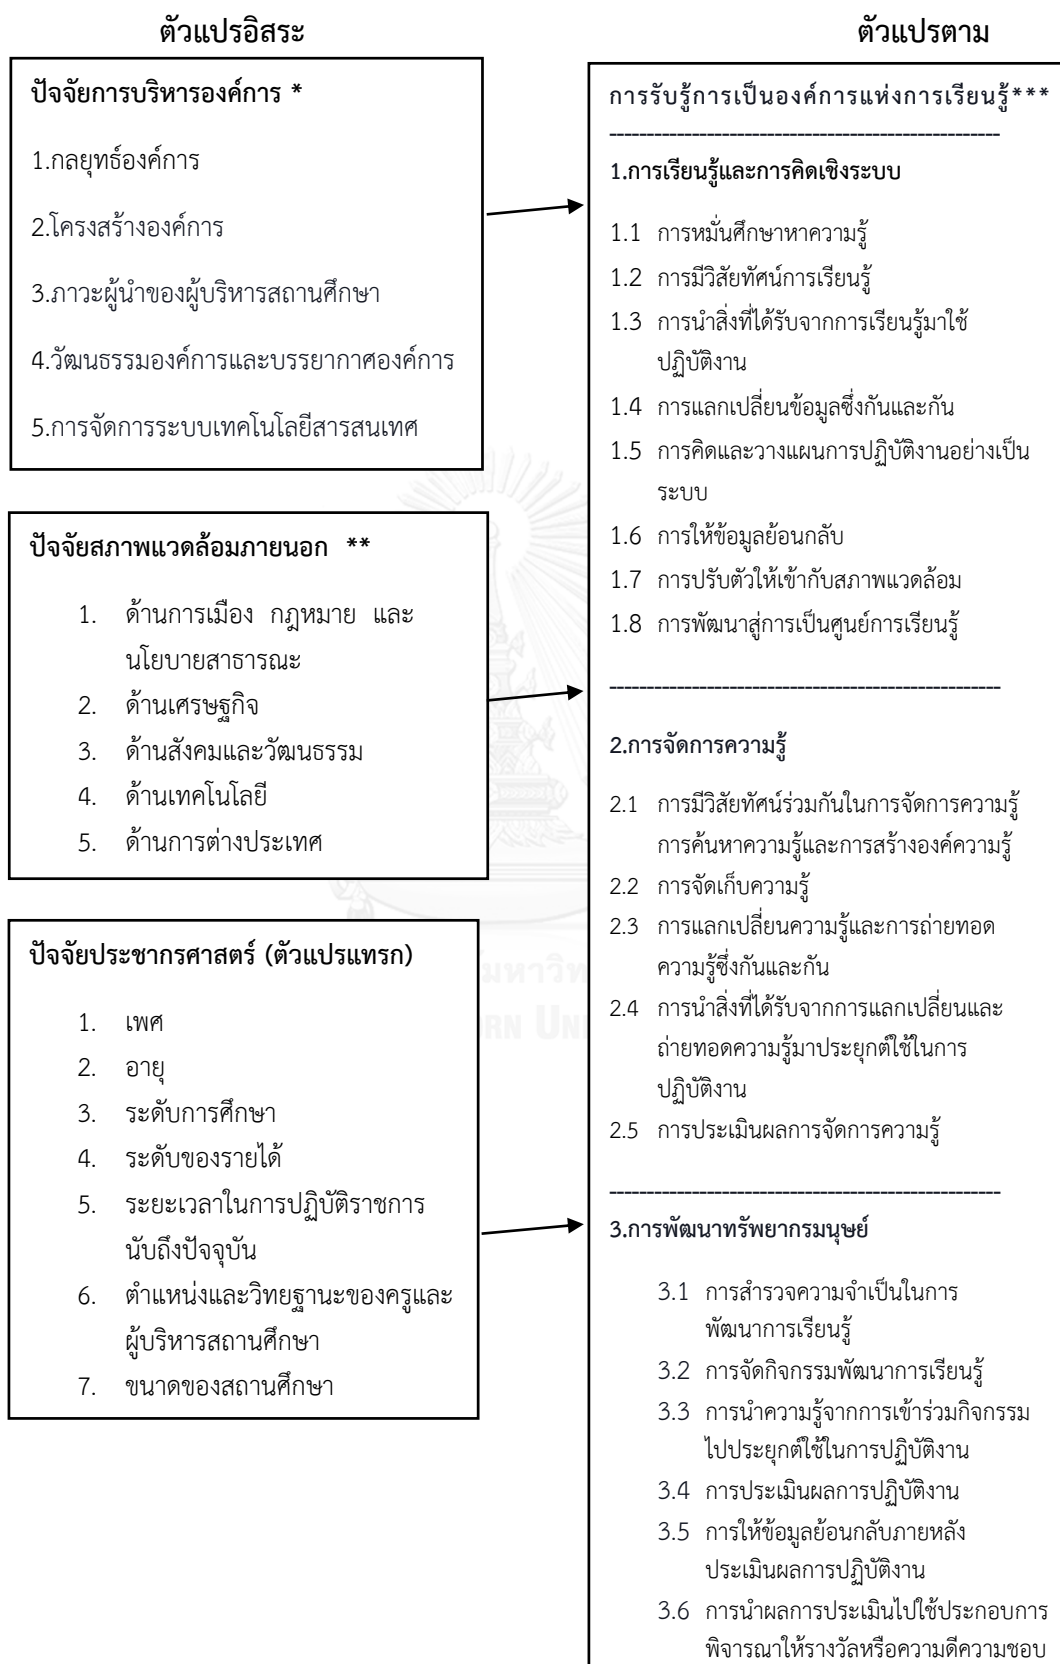 ตัวแปรอิสระ
ปัจจัยการบริหารองค์การ *
1.กลยุทธ์องค์การ
2.โครงสร้างองค์การ
3.ภาวะผู้นำของผู้บริหารสถานศึกษา
4.วัฒนธรรมองค์การและบรรยากาศองค์การ
5.การจัดการระบบเทคโนโลยีสารสนเทศ
ปัจจัยสภาพแวดล้อมภายนอก **
1. ด้านการเมือง กฎหมาย และ
นโยบายสาธารณะ
2. ด้านเศรษฐกิจ
3. ด้านสังคมและวัฒนธรรม
4. ด้านเทคโนโลยี
5. ด้านการต่างประเทศ
ปัจจัยประชากรศาสตร์ (ตัวแปรแทรก)
1. เพศ
2. อายุ
3. ระดับการศึกษา
4. ระดับของรายได้
5. ระยะเวลาในการปฏิบัติราชการ
นับถึงปัจจุบัน
6. ตำแหน่งและวิทยฐานะของครูและ
ผู้บริหารสถานศึกษา
7. ขนาดของสถานศึกษา
ตัวแปรตาม
การรับรู้การเป็นองค์การแห่งการเรียนรู้***
1.การเรียนรู้และการคิดเชิงระบบ
1.1 การหมั่นศึกษาหาความรู้
1.2 การมีวิสัยทัศน์การเรียนรู้
1.3 การนำสิ่งที่ได้รับจากการเรียนรู้มาใช้
ปฏิบัติงาน
1.4 การแลกเปลี่ยนข้อมูลซึ่งกันและกัน
1.5 การคิดและวางแผนการปฏิบัติงานอย่างเป็น
ระบบ
1.6 การให้ข้อมูลย้อนกลับ
1.7 การปรับตัวให้เข้ากับสภาพแวดล้อม
1.8 การพัฒนาสู่การเป็นศูนย์การเรียนรู้
2.การจัดการความรู้
2.1 การมีวิสัยทัศน์ร่วมกันในการจัดการความรู้
การค้นหาความรู้และการสร้างองค์ความรู้
2.2 การจัดเก็บความรู้
2.3 การแลกเปลี่ยนความรู้และการถ่ายทอด
ความรู้ซึ่งกันและกัน
2.4 การนำสิ่งที่ได้รับจากการแลกเปลี่ยนและ
ถ่ายทอดความรู้มาประยุกต์ใช้ในการ
ปฏิบัติงาน
2.5 การประเมินผลการจัดการความรู้
3.การพัฒนาทรัพยากรมนุษย์
3.1 การสำรวจความจำเป็นในการ
พัฒนาการเรียนรู้
3.2 การจัดกิจกรรมพัฒนาการเรียนรู้
3.3 การนำความรู้จากการเข้าร่วมกิจกรรม
ไปประยุกต์ใช้ในการปฏิบัติงาน
3.4 การประเมินผลการปฏิบัติงาน
3.5 การให้ข้อมูลย้อนกลับภายหลัง
ประเมินผลการปฏิบัติงาน
3.6 การนำผลการประเมินไปใช้ประกอบการ
พิจารณาให้รางวัลหรือความดีความชอบ